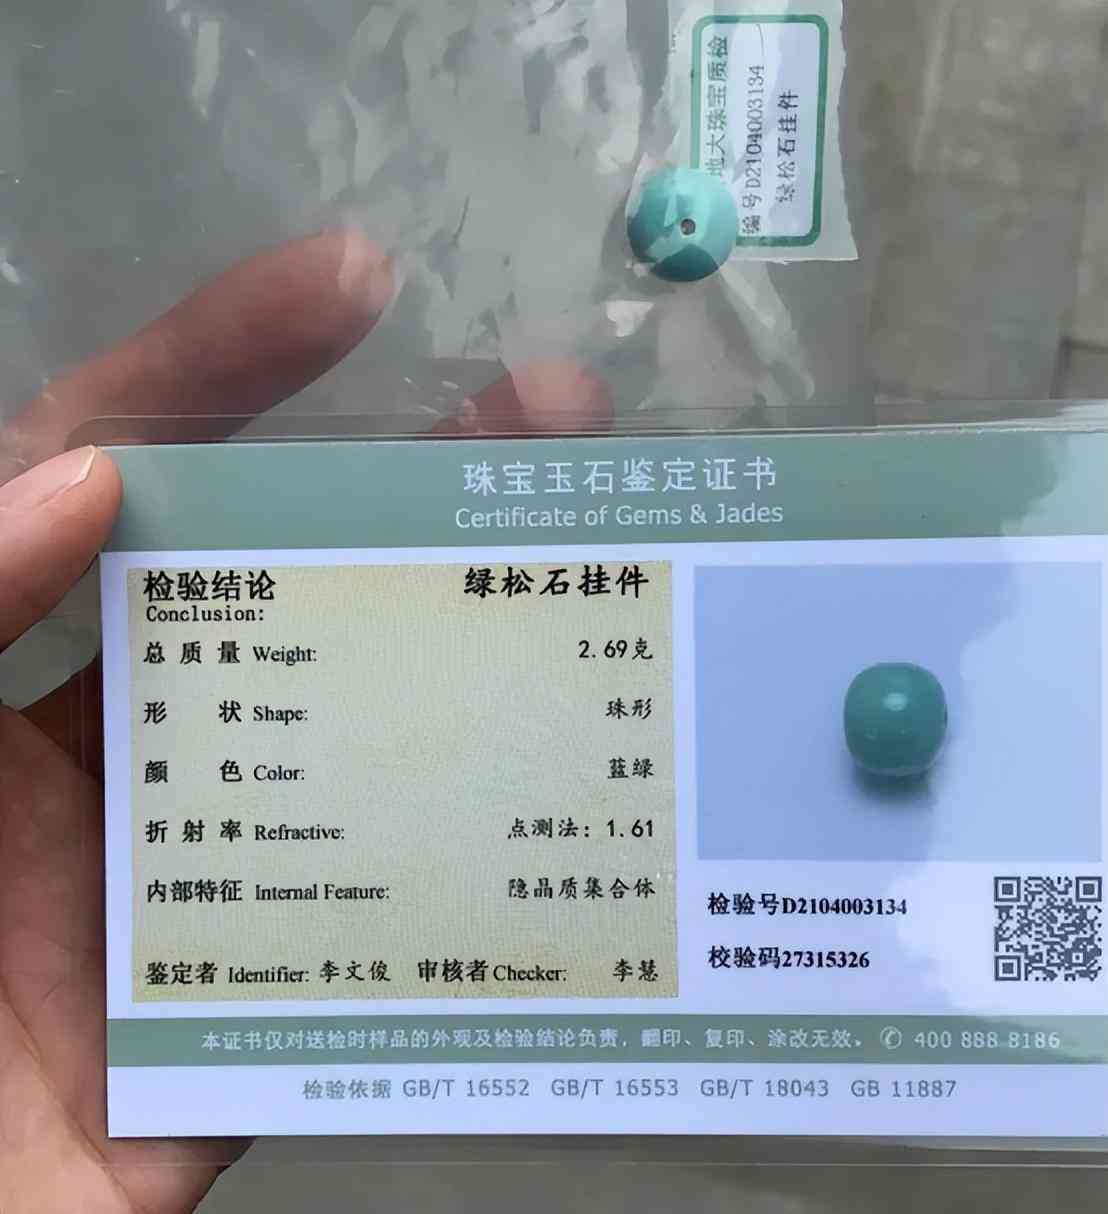 地大珠宝质检
编号D2104003134
绿松石挂件
珠宝玉石鉴定证书
Certificate of Gems & Jades
检验结论 绿松石挂件
Conclusion:
总质量 Weight: 2.69克
形状 Shape: 珠形
颜色 Color: 蓝绿
折射率 Refractive: 点测法: 1.61
内部特征 Internal Feature: 隐晶质集合体
鉴定者 Identifier: 李文俊 审核者 Checker: 李慧
检验号D2104003134
校验码27315326
本证书仅对送检时样品的外观及检验结论负责，翻印、复印、涂改无效。 ✆ 400 888 8186
检验依据 GB/T 16552 GB/T 16553 GB/T 18043 GB 11887